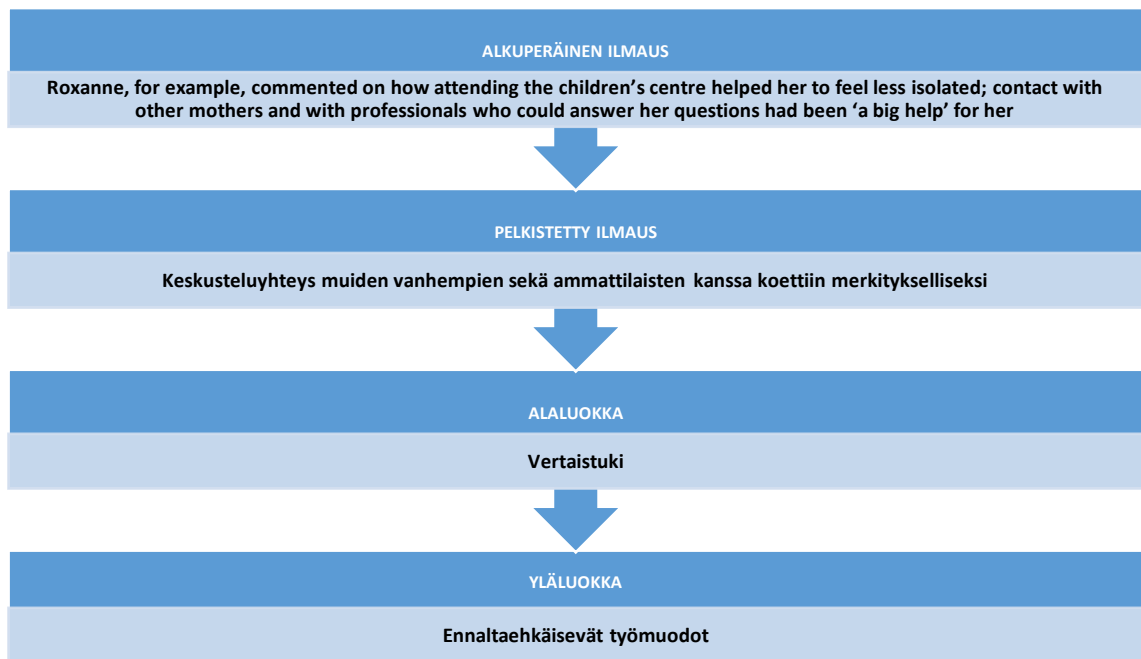 ALKUPERÄINEN ILMAUS
Roxanne, for example, commented on how attending the children’s centre helped her to feel less isolated; contact with
other mothers and with professionals who could answer her questions had been ‘a big help’ for her
PELKISTETTY ILMAUS
Keskusteluyhteys muiden vanhempien sekä ammattilaisten kanssa koettiin merkitykselliseksi
ALALUOKKA
Vertaistuki
YLÄLUOKKA
Ennaltaehkäisevät työmuodot